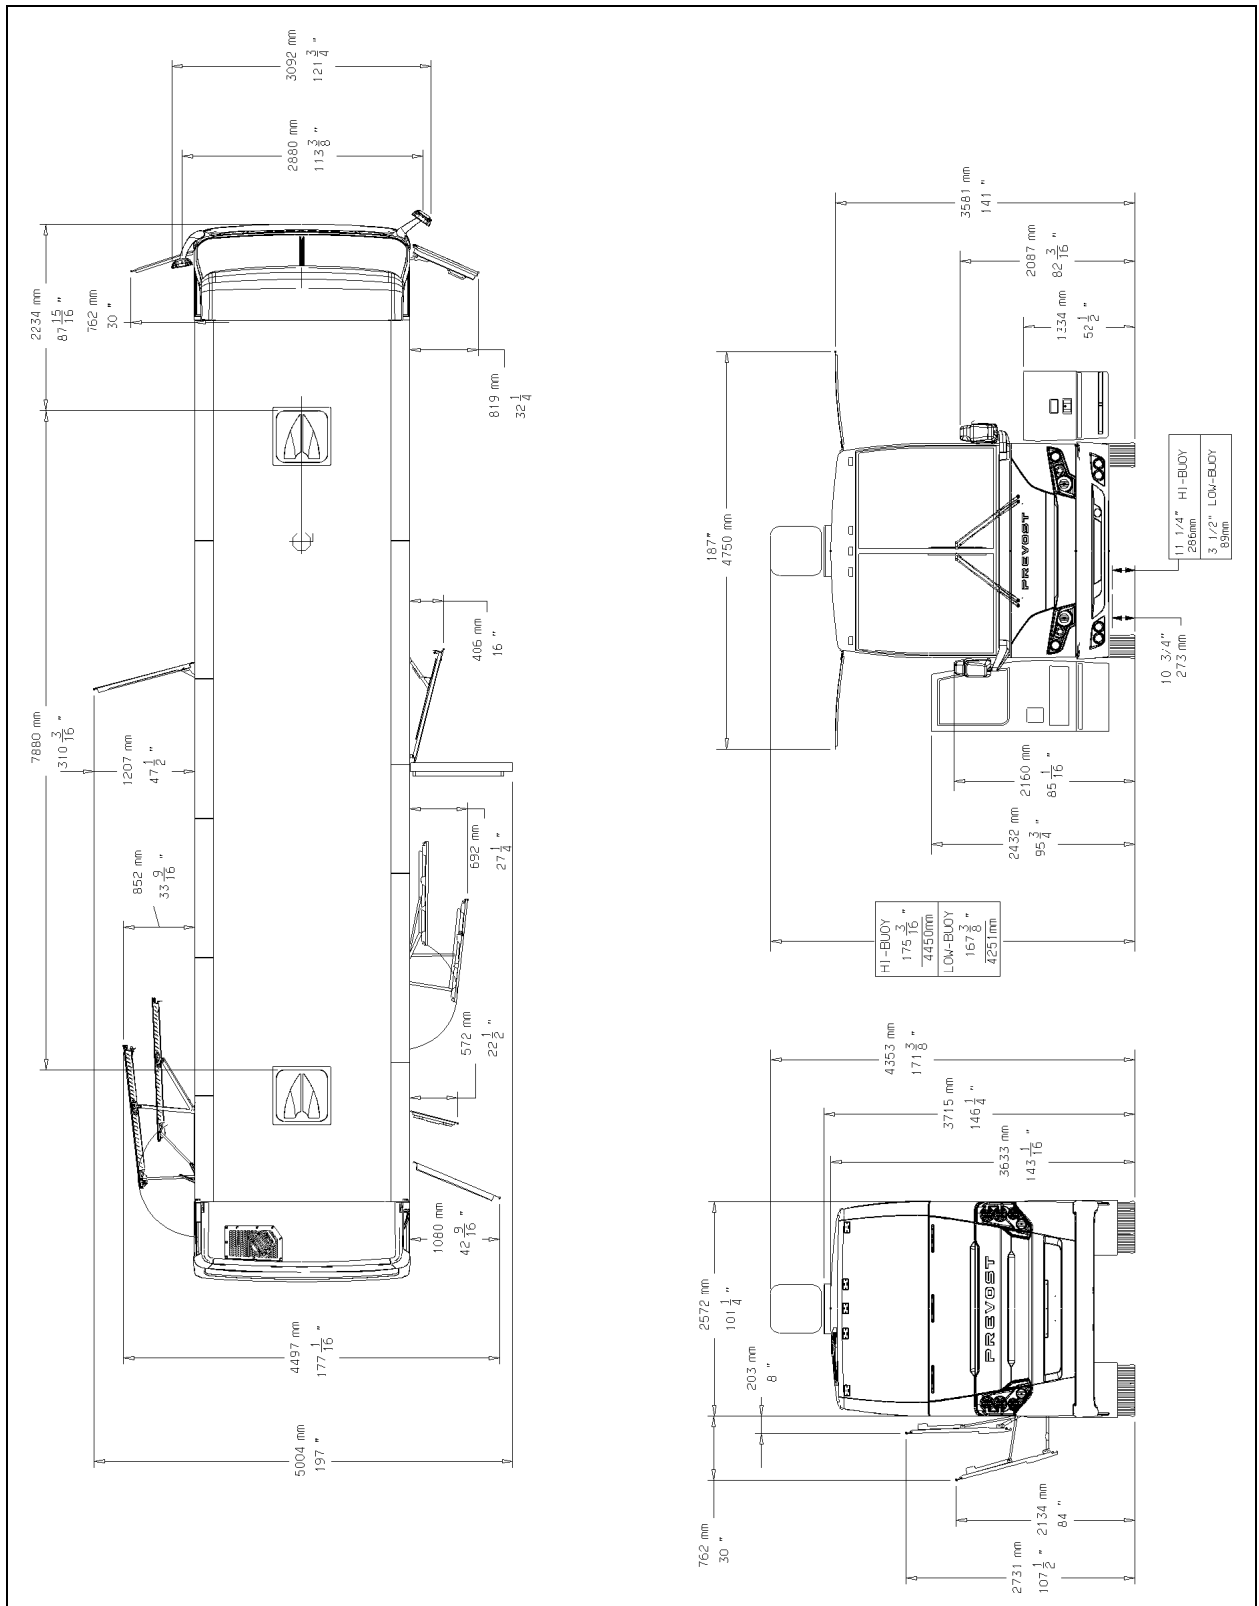 3092 mm
121 3/4 "
2880 mm
113 3/8 "
2234 mm
87 15/16 "
762 mm
30 "
819 mm
32 1/4 "
7880 mm
310 3/16 "
406 mm
16 "
1207 mm
47 1/2 "
692 mm
27 1/4 "
852 mm
33 9/16 "
572 mm
22 1/2 "
1080 mm
42 9/16 "
4497 mm
177 1/16 "
5004 mm
197 "
3581 mm
141 "
2087 mm
82 3/16 "
1334 mm
52 1/2 "
187"
4750 mm
PREVOST
11 1/4" HI-BUOY
286mm
3 1/2" LOW-BUOY
89mm
10 3/4"
273 mm
2160 mm
85 1/16 "
2432 mm
95 3/4 "
HI-BUOY
175 3/16 "
4450mm
LOW-BUOY
167 3/8 "
4251mm
4353 mm
171 3/8 "
3715 mm
146 1/4 "
3633 mm
143 1/16 "
2572 mm
101 1/4 "
203 mm
8 "
PREVOST
762 mm
30 "
2134 mm
84 "
2731 mm
107 1/2 "